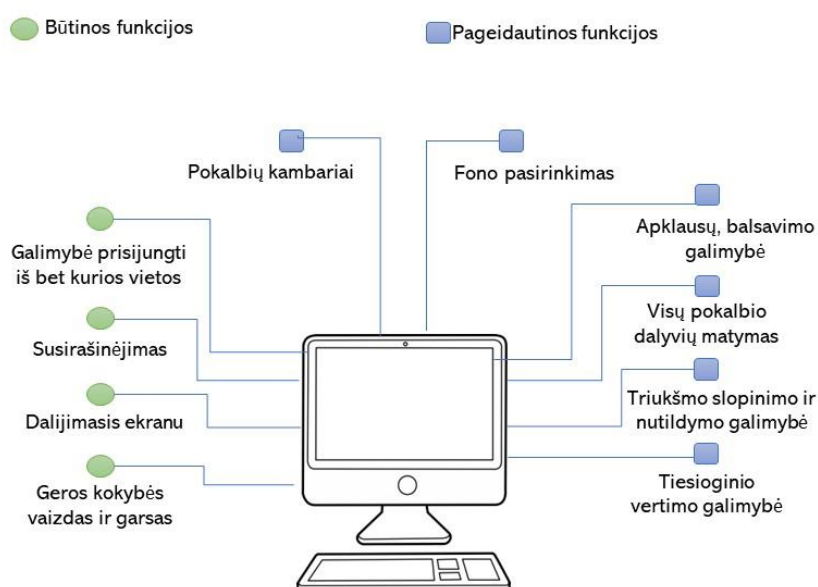 Būtinos funkcijos
Pageidautinos funkcijos
Pokalbių kambariai
Fono pasirinkimas
Galimybė prisijungti
iš bet kurios vietos
Susirašinėjimas
Dalijimasis ekranu
Geros kokybės
vaizdas ir garsas
Apklausų, balsavimo
galimybė
Visų pokalbio
dalyvių matymas
Triukšmo slopinimo ir
nutildymo galimybė
Tiesioginio
vertimo galimybė